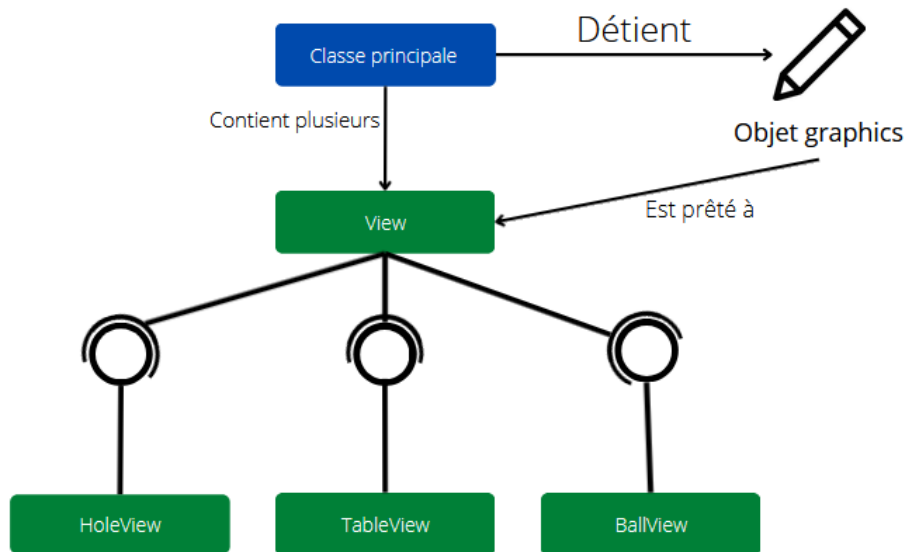 Détient
Classe principale
Objet graphics
Contient plusieurs
Est prêté à
View
HoleView
TableView
BallView